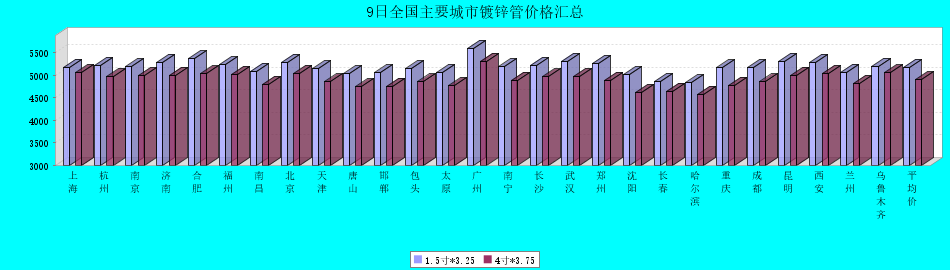 9日全国主要城市镀锌管价格汇总
5500
5000
4500
4000
3500
3000
上海 杭州 南京 济南 合肥 福州 南昌 北京 天津 唐山 邯郸 包头 太原 广州 南宁 长沙 武汉 郑州 沈阳 长春 哈尔滨 重庆 成都 昆明 西安 兰州 乌鲁木齐 平均价
1.5寸*3.25 4寸*3.75